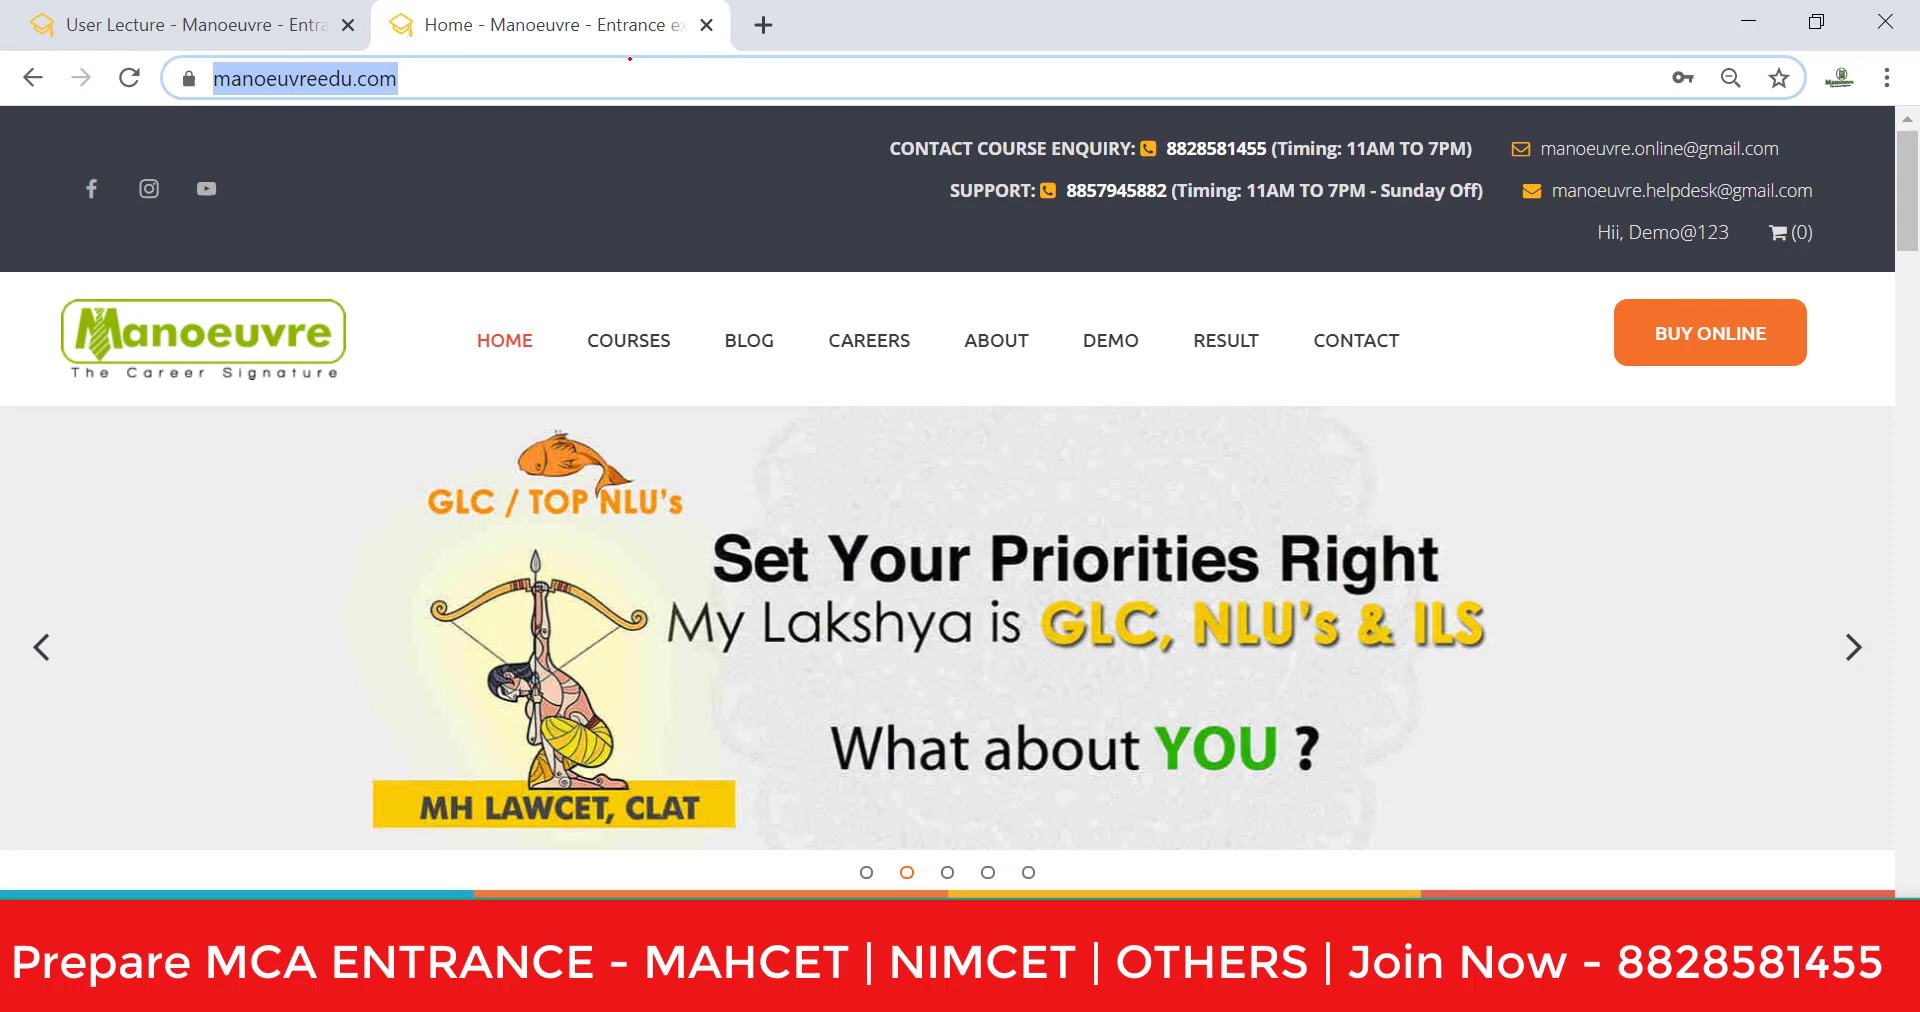 User Lecture - Manoeuvre - Entra
Home - Manoeuvre - Entrance ex
manoeuvreedu.com
CONTACT COURSE ENQUIRY: 8828581455 (Timing: 11AM TO 7PM) manoeuvre.online@gmail.com
SUPPORT: 8857945882 (Timing: 11AM TO 7PM - Sunday Off) manoeuvre.helpdesk@gmail.com
Hii, Demo@123 (0)
Manoeuvre
The Career Signature
HOME COURSES BLOG CAREERS ABOUT DEMO RESULT CONTACT
BUY ONLINE
GLC / TOP NLU's
Set Your Priorities Right
My Lakshya is GLC, NLU's & ILS
What about YOU ?
MH LAWCET, CLAT
Prepare MCA ENTRANCE - MAHCET | NIMCET | OTHERS | Join Now - 8828581455